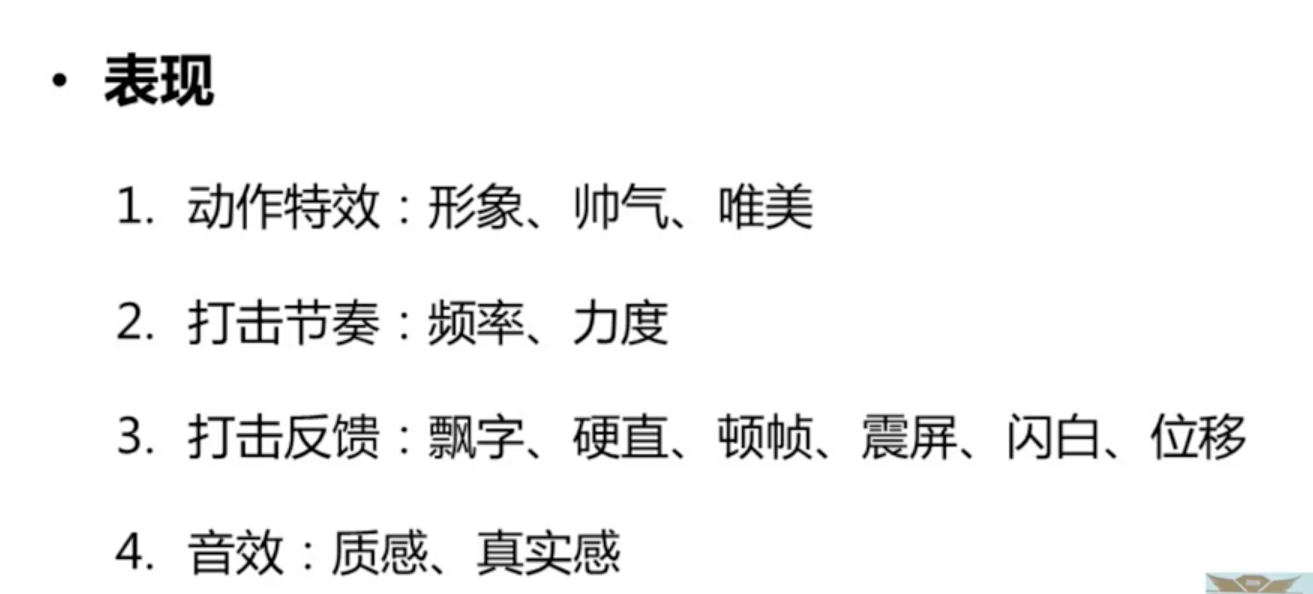 • 表现
1. 动作特效：形象、帅气、唯美
2. 打击节奏：频率、力度
3. 打击反馈：飘字、硬直、顿帧、震屏、闪白、位移
4. 音效：质感、真实感